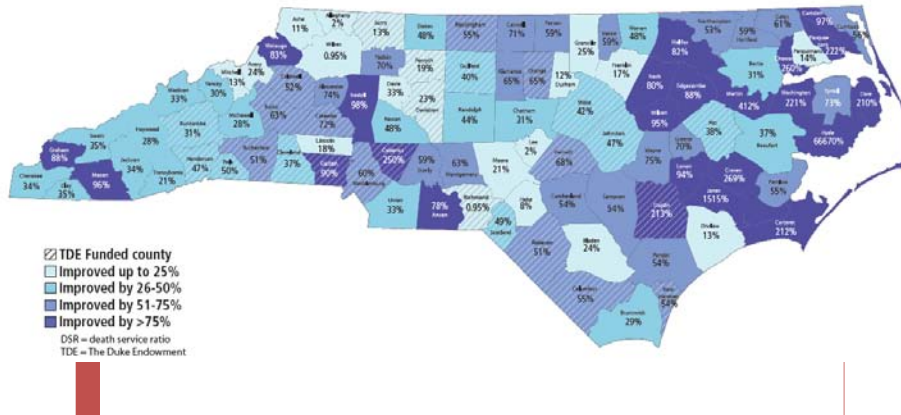 Alleghany
2%
Ashe
11%
Surry
13%
Stokes
48%
Rockingham
55%
Caswell
71%
Person
59%
Granville
25%
Vance
59%
Warren
48%
Northampton
53%
Hertford
59%
Gates
61%
Camden
97%
Currituck
56%
222%
260%
Perquimans
14%
Watauga
83%
Wilkes
0.95%
Yadkin
70%
Forsyth
19%
Guilford
40%
Alamance
65%
Orange
65%
12%
Durham
Franklin
17%
Halifax
82%
Bertie
31%
Mitchell
13%
Avery
24%
Caldwell
52%
Alexander
74%
Iredell
98%
Davie
33%
23%
Davidson
Randolph
44%
Chatham
31%
Wake
42%
Nash
80%
Edgecombe
88%
Martin
412%
Washington
221%
Tyrrell
73%
Dare
210%
Madison
33%
Yancey
30%
McDowell
28%
Burke
63%
Catawba
72%
Rowan
48%
Wilson
95%
Pitt
38%
37%
Beaufort
Hyde
66670%
Swain
35%
Haywood
28%
Buncombe
31%
Rutherford
51%
Lincoln
18%
Lee
2%
Johnston
47%
Wayne
75%
Greene
70%
Graham
88%
Jackson
34%
Henderson
47%
Polk
50%
Cleveland
37%
Gaston
90%
60%
Mecklenburg
Cabarrus
250%
59%
Stanly
63%
Montgomery
Moore
21%
Harnett
68%
Lenoir
94%
Craven
269%
Pamlico
55%
Cherokee
34%
Clay
35%
Macon
96%
Transylvania
21%
Union
33%
78%
Anson
Richmond
0.95%
Hoke
8%
Cumberland
54%
Sampson
54%
Duplin
213%
Jones
1515%
Carteret
212%
49%
Scotland
Robeson
51%
Bladen
24%
Onslow
13%
Pender
54%
Columbus
55%
Brunswick
29%
New
Hanover
54%
TDE Funded county
Improved up to 25%
Improved by 26-50%
Improved by 51-75%
Improved by >75%
DSR = death service ratio
TDE = The Duke Endowment